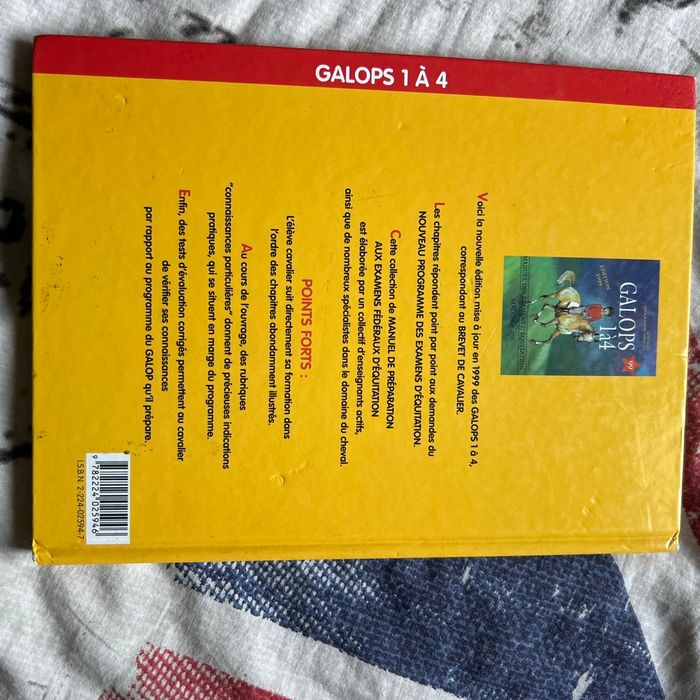 GALOPS 1 À 4
GALOPS
1 à 4
Voici la nouvelle édition mise à jour en 1999 des GALOPS 1 à 4,
correspondant au BREVET DE CAVALIER.
Les chapitres répondent point par point aux demandes du
NOUVEAU PROGRAMME DES EXAMENS D'ÉQUITATION.
Cette collection de MANUEL DE PRÉPARATION
AUX EXAMENS FÉDÉRAUX D'ÉQUITATION
est élaborée par un collectif d'enseignants actifs,
ainsi que de nombreux spécialistes dans le domaine du cheval.
POINTS FORTS :
L'élève cavalier suit directement sa formation dans
l'ordre des chapitres abondamment illustrés.
Au cours de l'ouvrage, des rubriques
"connaissances particulières" donnent de précieuses indications
pratiques, qui se situent en marge du programme.
Enfin, des tests d'évaluation corrigés permettent au cavalier
de vérifier ses connaissances
par rapport au programme du GALOP qu'il prépare.
9 782224 025946
I.S.B.N. 2-224-02594-7